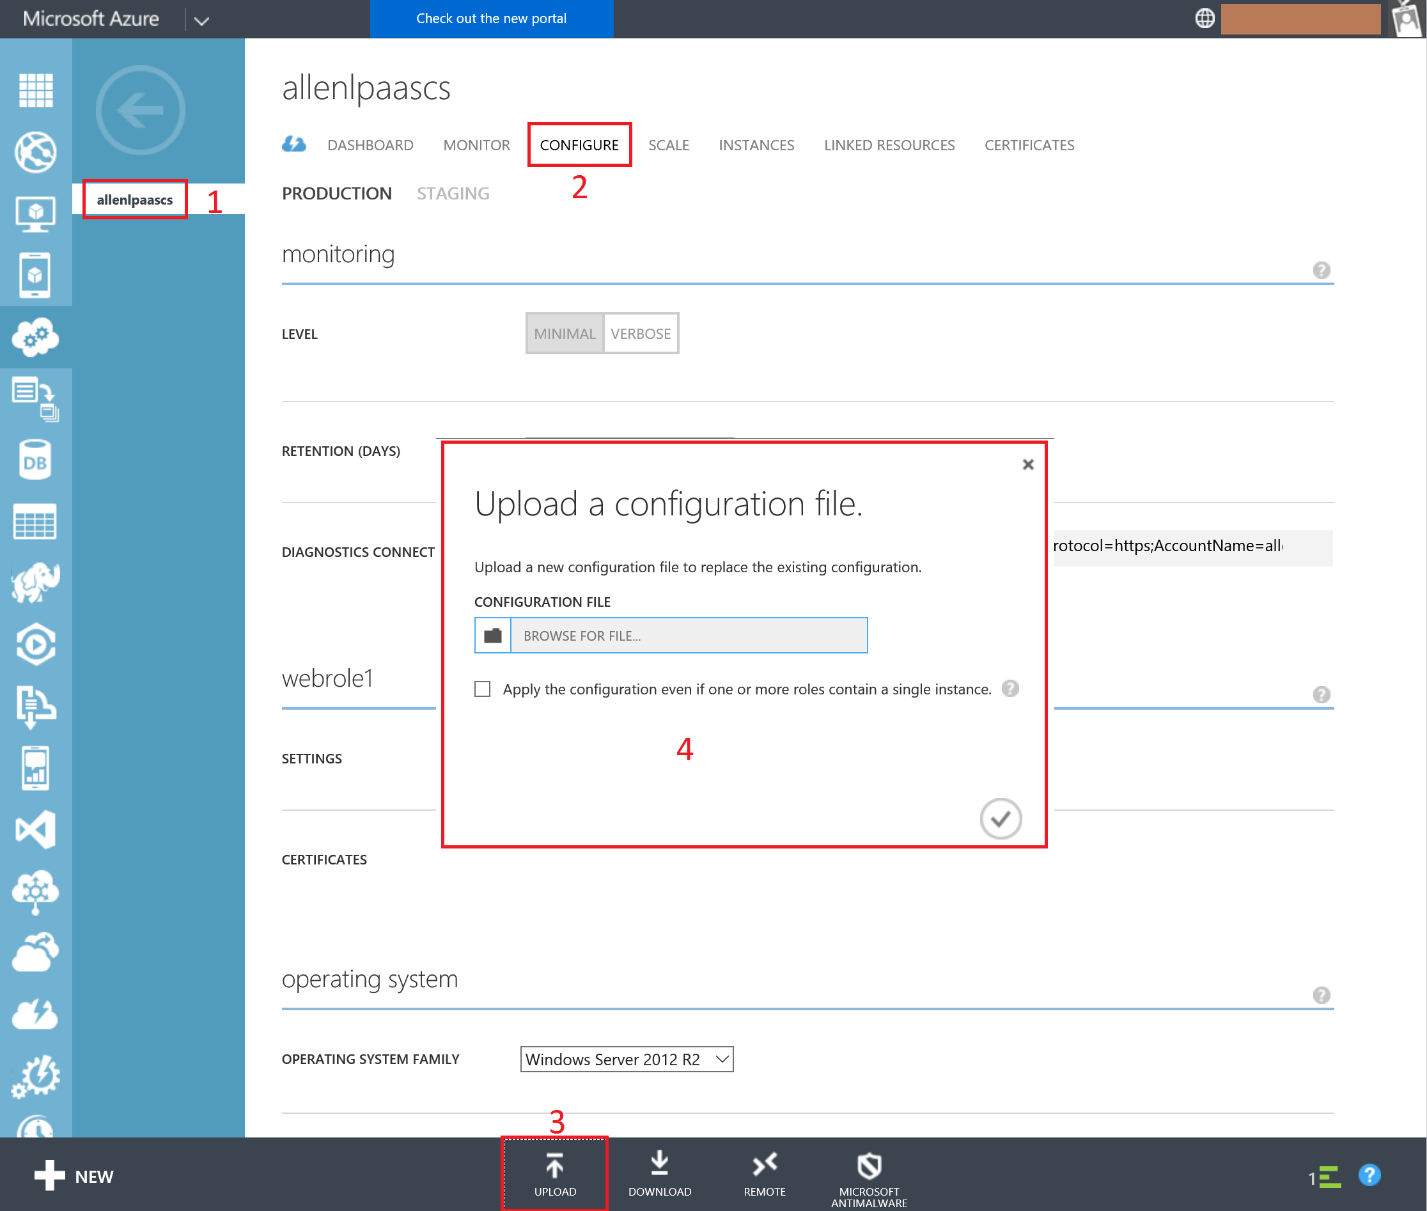 Microsoft Azure
Check out the new portal
allenlpaascs
DASHBOARD MONITOR CONFIGURE SCALE INSTANCES LINKED RESOURCES CERTIFICATES
2
PRODUCTION STAGING
allenlpaascs 1
monitoring
?
LEVEL MINIMAL VERBOSE
RETENTION (DAYS)
DIAGNOSTICS CONNECT
rotocol=https;AccountName=all
Upload a configuration file.
Upload a new configuration file to replace the existing configuration.
CONFIGURATION FILE
BROWSE FOR FILE...
Apply the configuration even if one or more roles contain a single instance. ?
4
DB
webrole1
?
SETTINGS
CERTIFICATES
operating system
?
OPERATING SYSTEM FAMILY Windows Server 2012 R2
3
NEW
UPLOAD
DOWNLOAD
REMOTE
MICROSOFT
ANTIMALWARE
1
?